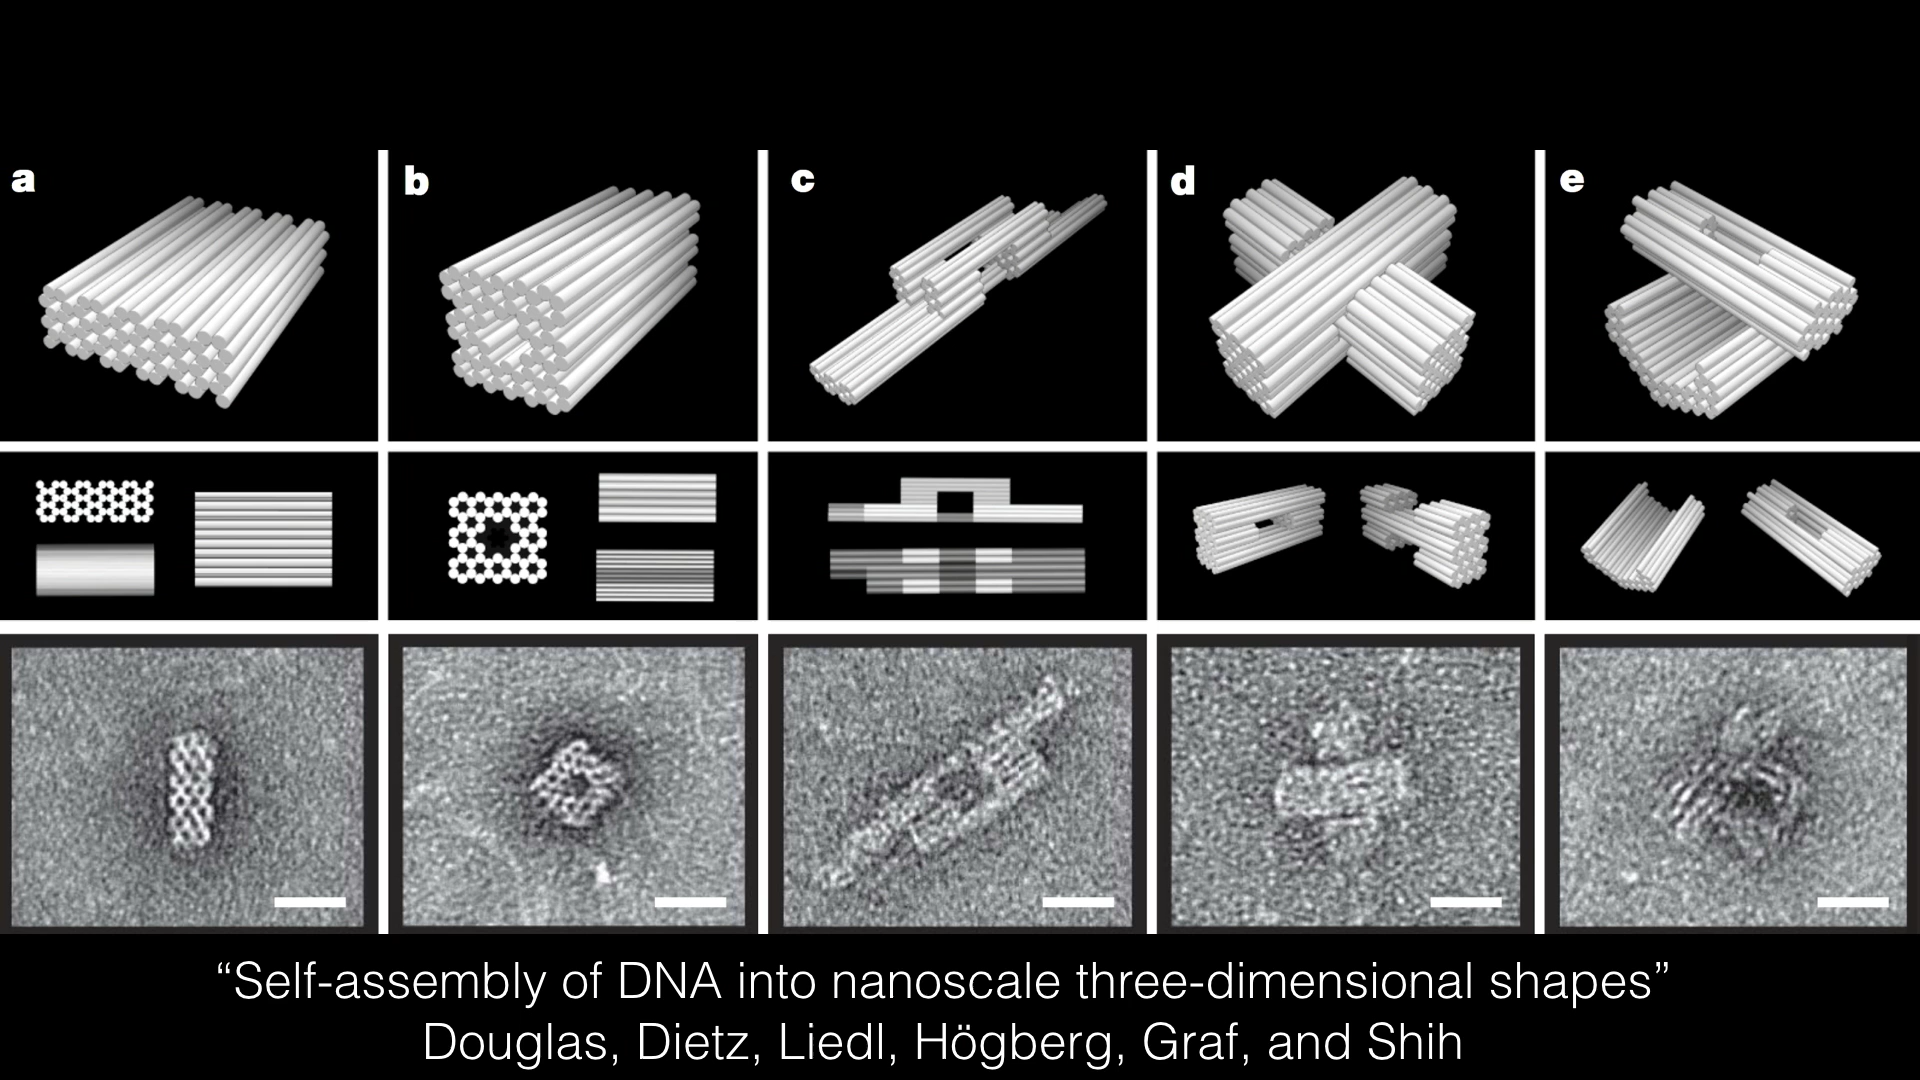 a
b
c
d
e
“Self-assembly of DNA into nanoscale three-dimensional shapes”
Douglas, Dietz, Liedl, Högberg, Graf, and Shih